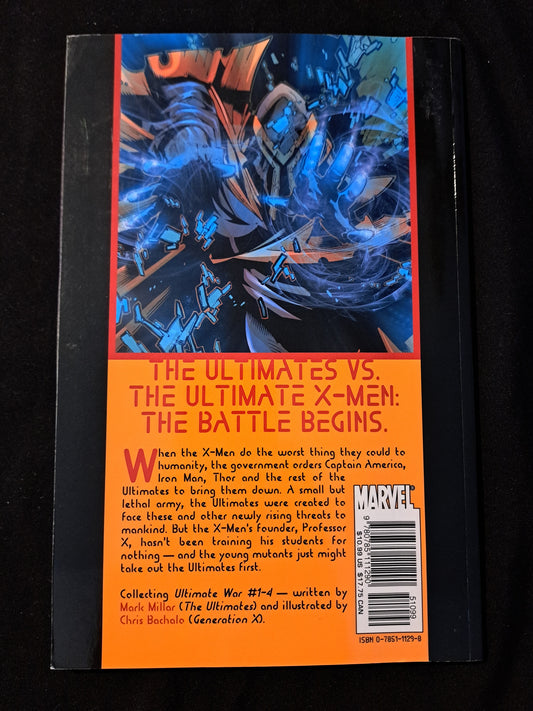 THE ULTIMATES VS.
THE ULTIMATE X-MEN:
THE BATTLE BEGINS.
When the X-Men do the worst thing they could to
humanity, the government orders Captain America,
Iron Man, Thor and the rest of the
Ultimates to bring them down. A small but
lethal army, the Ultimates were created to
face these and other newly rising threats to
mankind. But the X-Men's founder, Professor
X, hasn't been training his students for
nothing — and the young mutants just might
take out the Ultimates first.
Collecting Ultimate War #1-4 — written by
Mark Millar (The Ultimates) and illustrated by
Chris Bachalo (Generation X).
MARVEL
9 780785 111290
51099
$10.99 US $17.75 CAN
ISBN 0-7851-1129-8